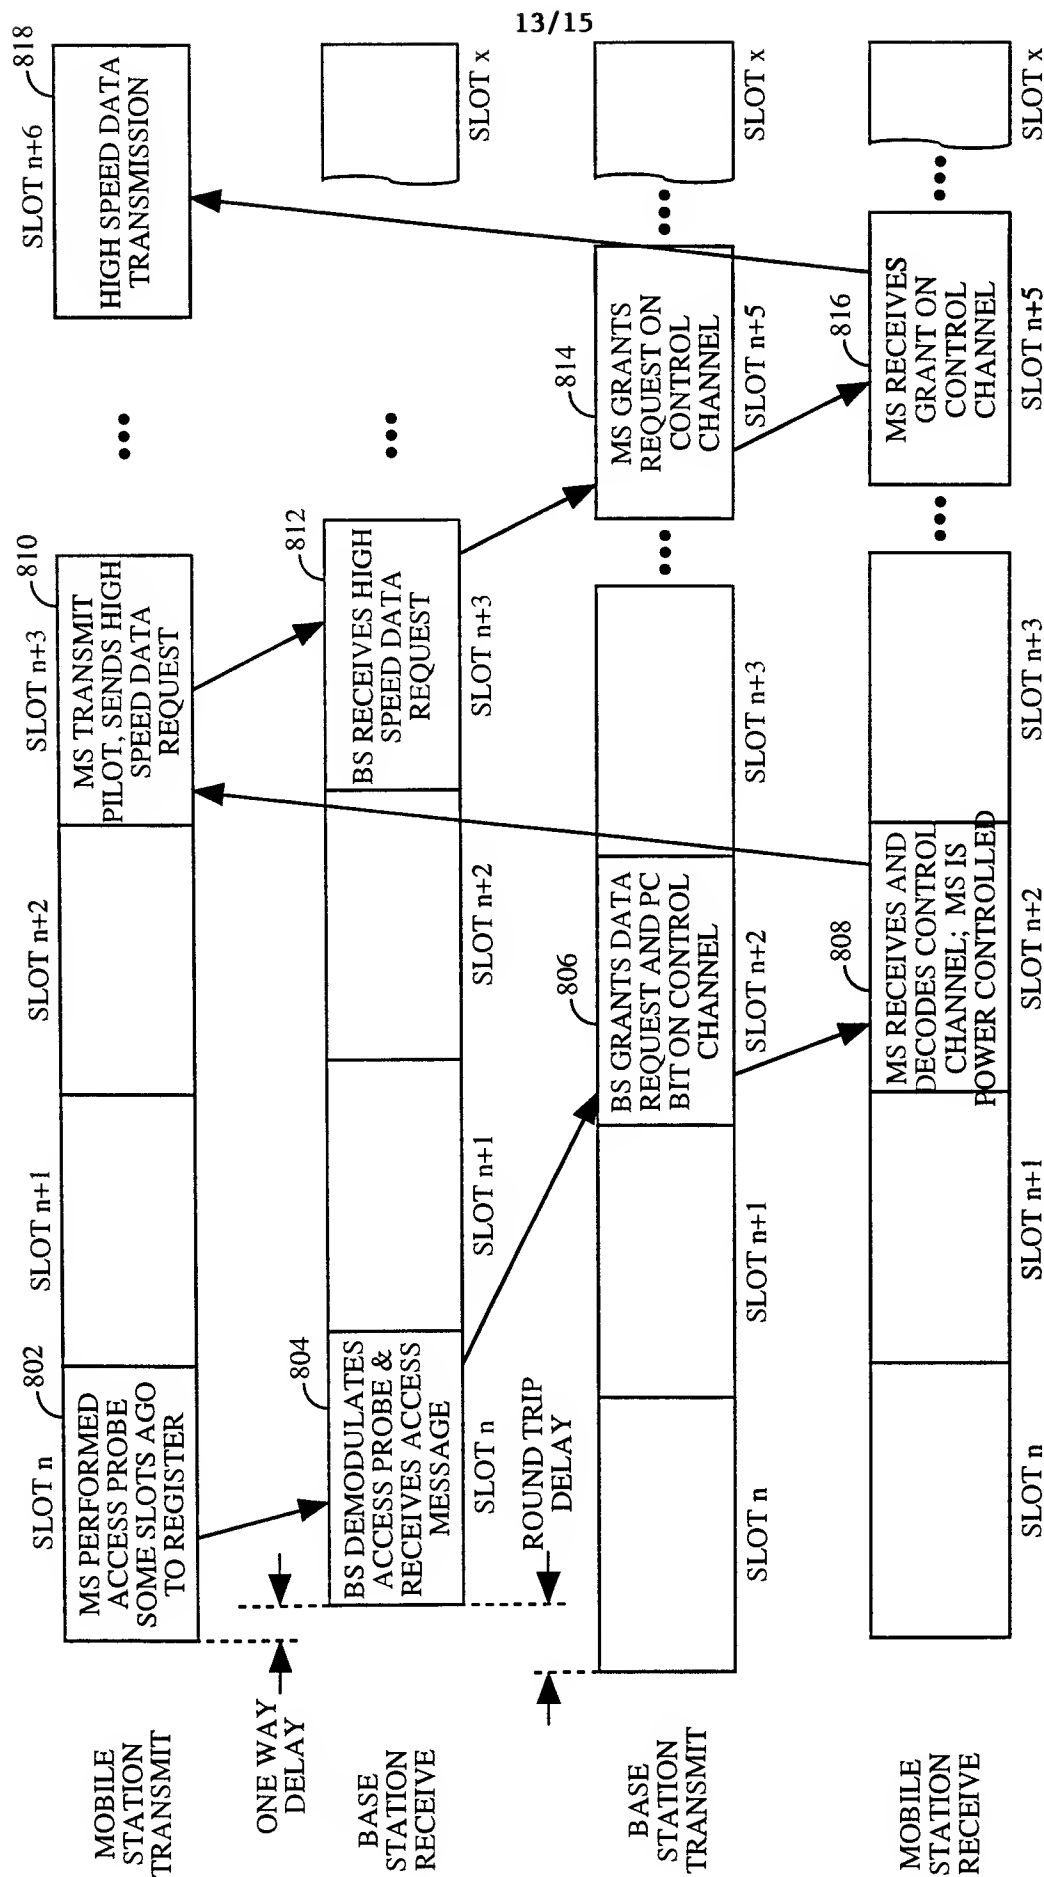 13/15
MOBILE
STATION
TRANSMIT
SLOT n
802
MS PERFORMED
ACCESS PROBE
SOME SLOTS AGO
TO REGISTER
SLOT n+1
SLOT n+2
SLOT n+3
810
MS TRANSMIT
PILOT, SENDS HIGH
SPEED DATA
REQUEST
•••
SLOT n+6
818
HIGH SPEED DATA
TRANSMISSION
ONE WAY
DELAY
BASE
STATION
RECEIVE
804
BS DEMODULATES
ACCESS PROBE &
RECEIVES ACCESS
MESSAGE
SLOT n
SLOT n+1
SLOT n+2
812
BS RECEIVES HIGH
SPEED DATA
REQUEST
SLOT n+3
•••
SLOT x
ROUND TRIP
DELAY
BASE
STATION
TRANSMIT
SLOT n
SLOT n+1
806
BS GRANTS DATA
REQUEST AND PC
BIT ON CONTROL
CHANNEL
SLOT n+2
SLOT n+3
•••
814
MS GRANTS
REQUEST ON
CONTROL
CHANNEL
SLOT n+5
•••
SLOT x
MOBILE
STATION
RECEIVE
SLOT n
SLOT n+1
808
MS RECEIVES AND
DECODES CONTROL
CHANNEL; MS IS
POWER CONTROLLED
SLOT n+2
SLOT n+3
•••
816
MS RECEIVES
GRANT ON
CONTROL
CHANNEL
SLOT n+5
•••
SLOT x